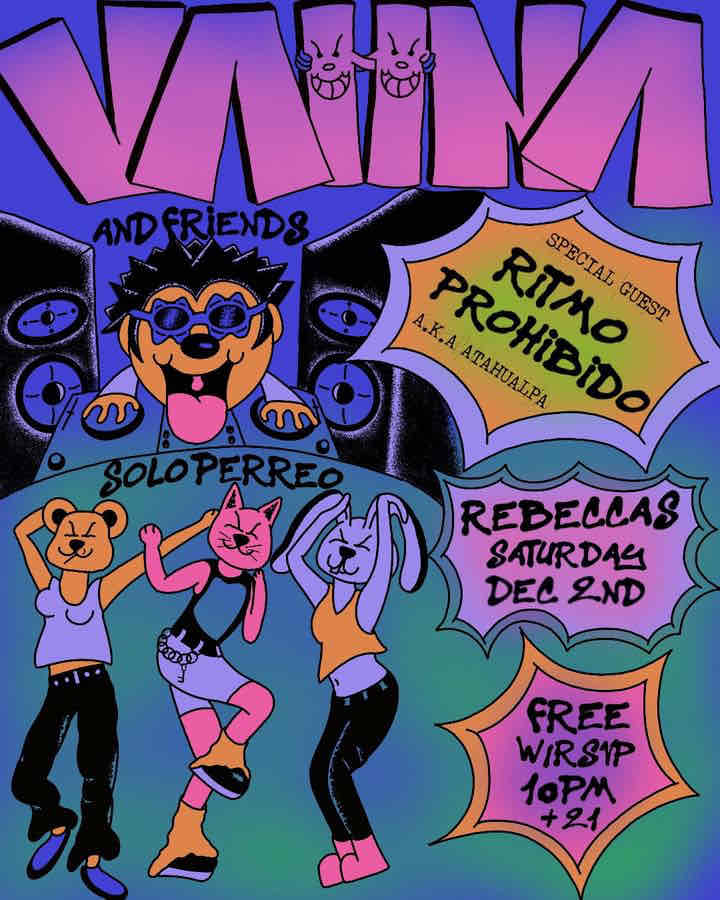 VAINA
AND FRiENDS
SPECIAL GUEST
RiTMO
PROHiBiDO
A.K.A ATAHUALPA
SOLO PERREO
REBECCAS
SATURDAY
DEC 2ND
FREE
W/RSVP
10PM
+21